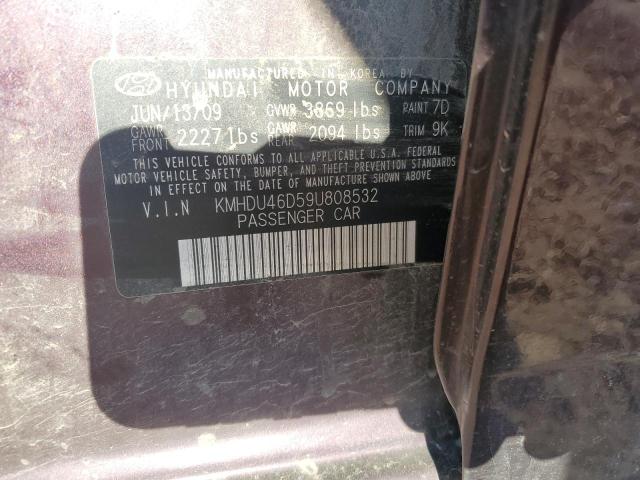 MANUFACTURED IN KOREA BY
HYUNDAI MOTOR COMPANY
JUN/13/09 GVWR 3869 lbs PAINT 7D
GAWR FRONT 2227 lbs GAWR REAR 2094 lbs TRIM 9K
THIS VEHICLE CONFORMS TO ALL APPLICABLE U.S.A. FEDERAL
MOTOR VEHICLE SAFETY, BUMPER, AND THEFT PREVENTION STANDARDS
IN EFFECT ON THE DATE OF MANUFACTURE SHOWN ABOVE.
V.I.N KMHDU46D59U808532
PASSENGER CAR